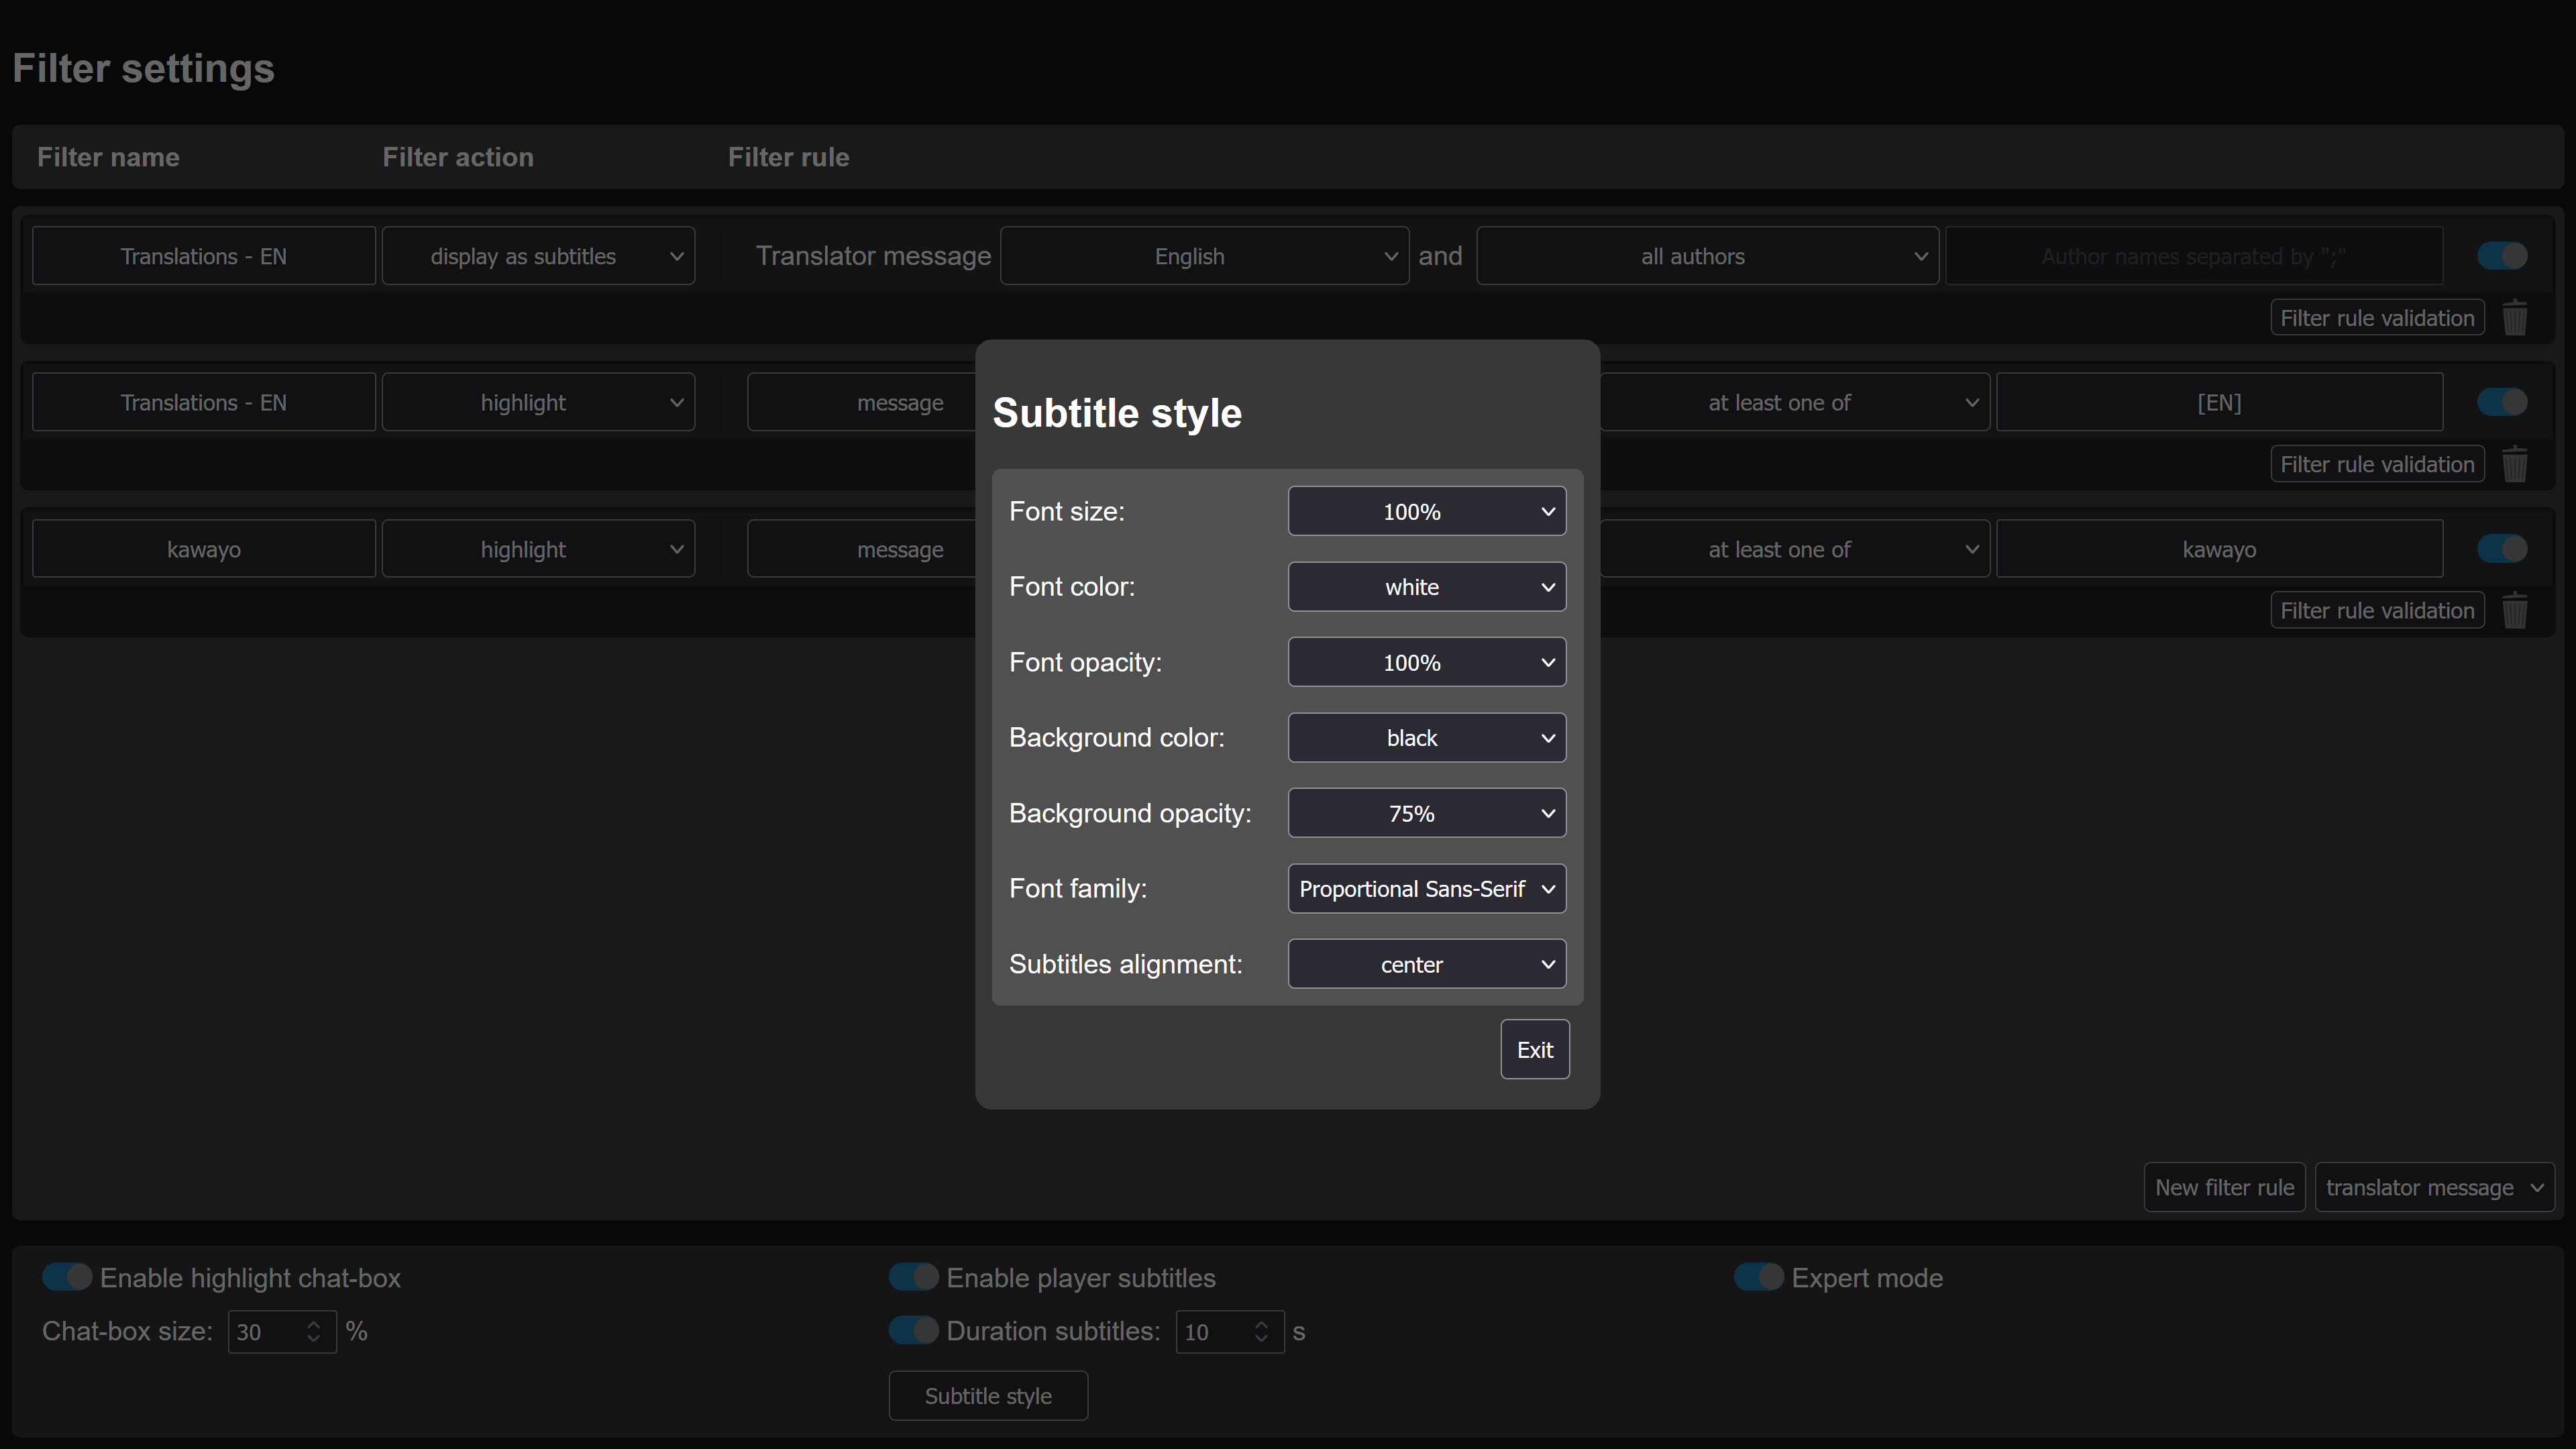 Filter settings
Filter name Filter action Filter rule
Translations - EN display as subtitles Translator message English and all authors Author names separated by ";"
Filter rule validation
Translations - EN highlight message at least one of [EN]
Filter rule validation
kawayo highlight message at least one of kawayo
Filter rule validation
Subtitle style
Font size: 100%
Font color: white
Font opacity: 100%
Background color: black
Background opacity: 75%
Font family: Proportional Sans-Serif
Subtitles alignment: center
Exit
New filter rule translator message
Enable highlight chat-box Enable player subtitles Expert mode
Chat-box size: 30 % Duration subtitles: 10 s
Subtitle style